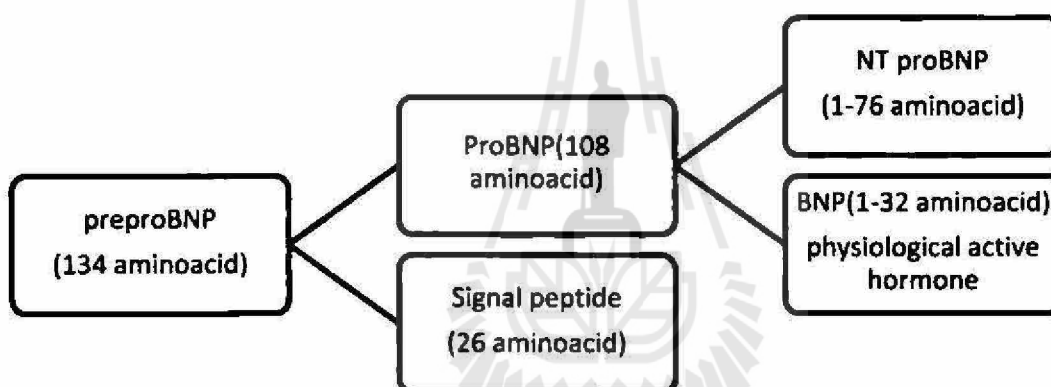 preproBNP
(134 aminoacid)
ProBNP(108
aminoacid)
Signal peptide
(26 aminoacid)
NT proBNP
(1-76 aminoacid)
BNP(1-32 aminoacid)
physiological active
hormone